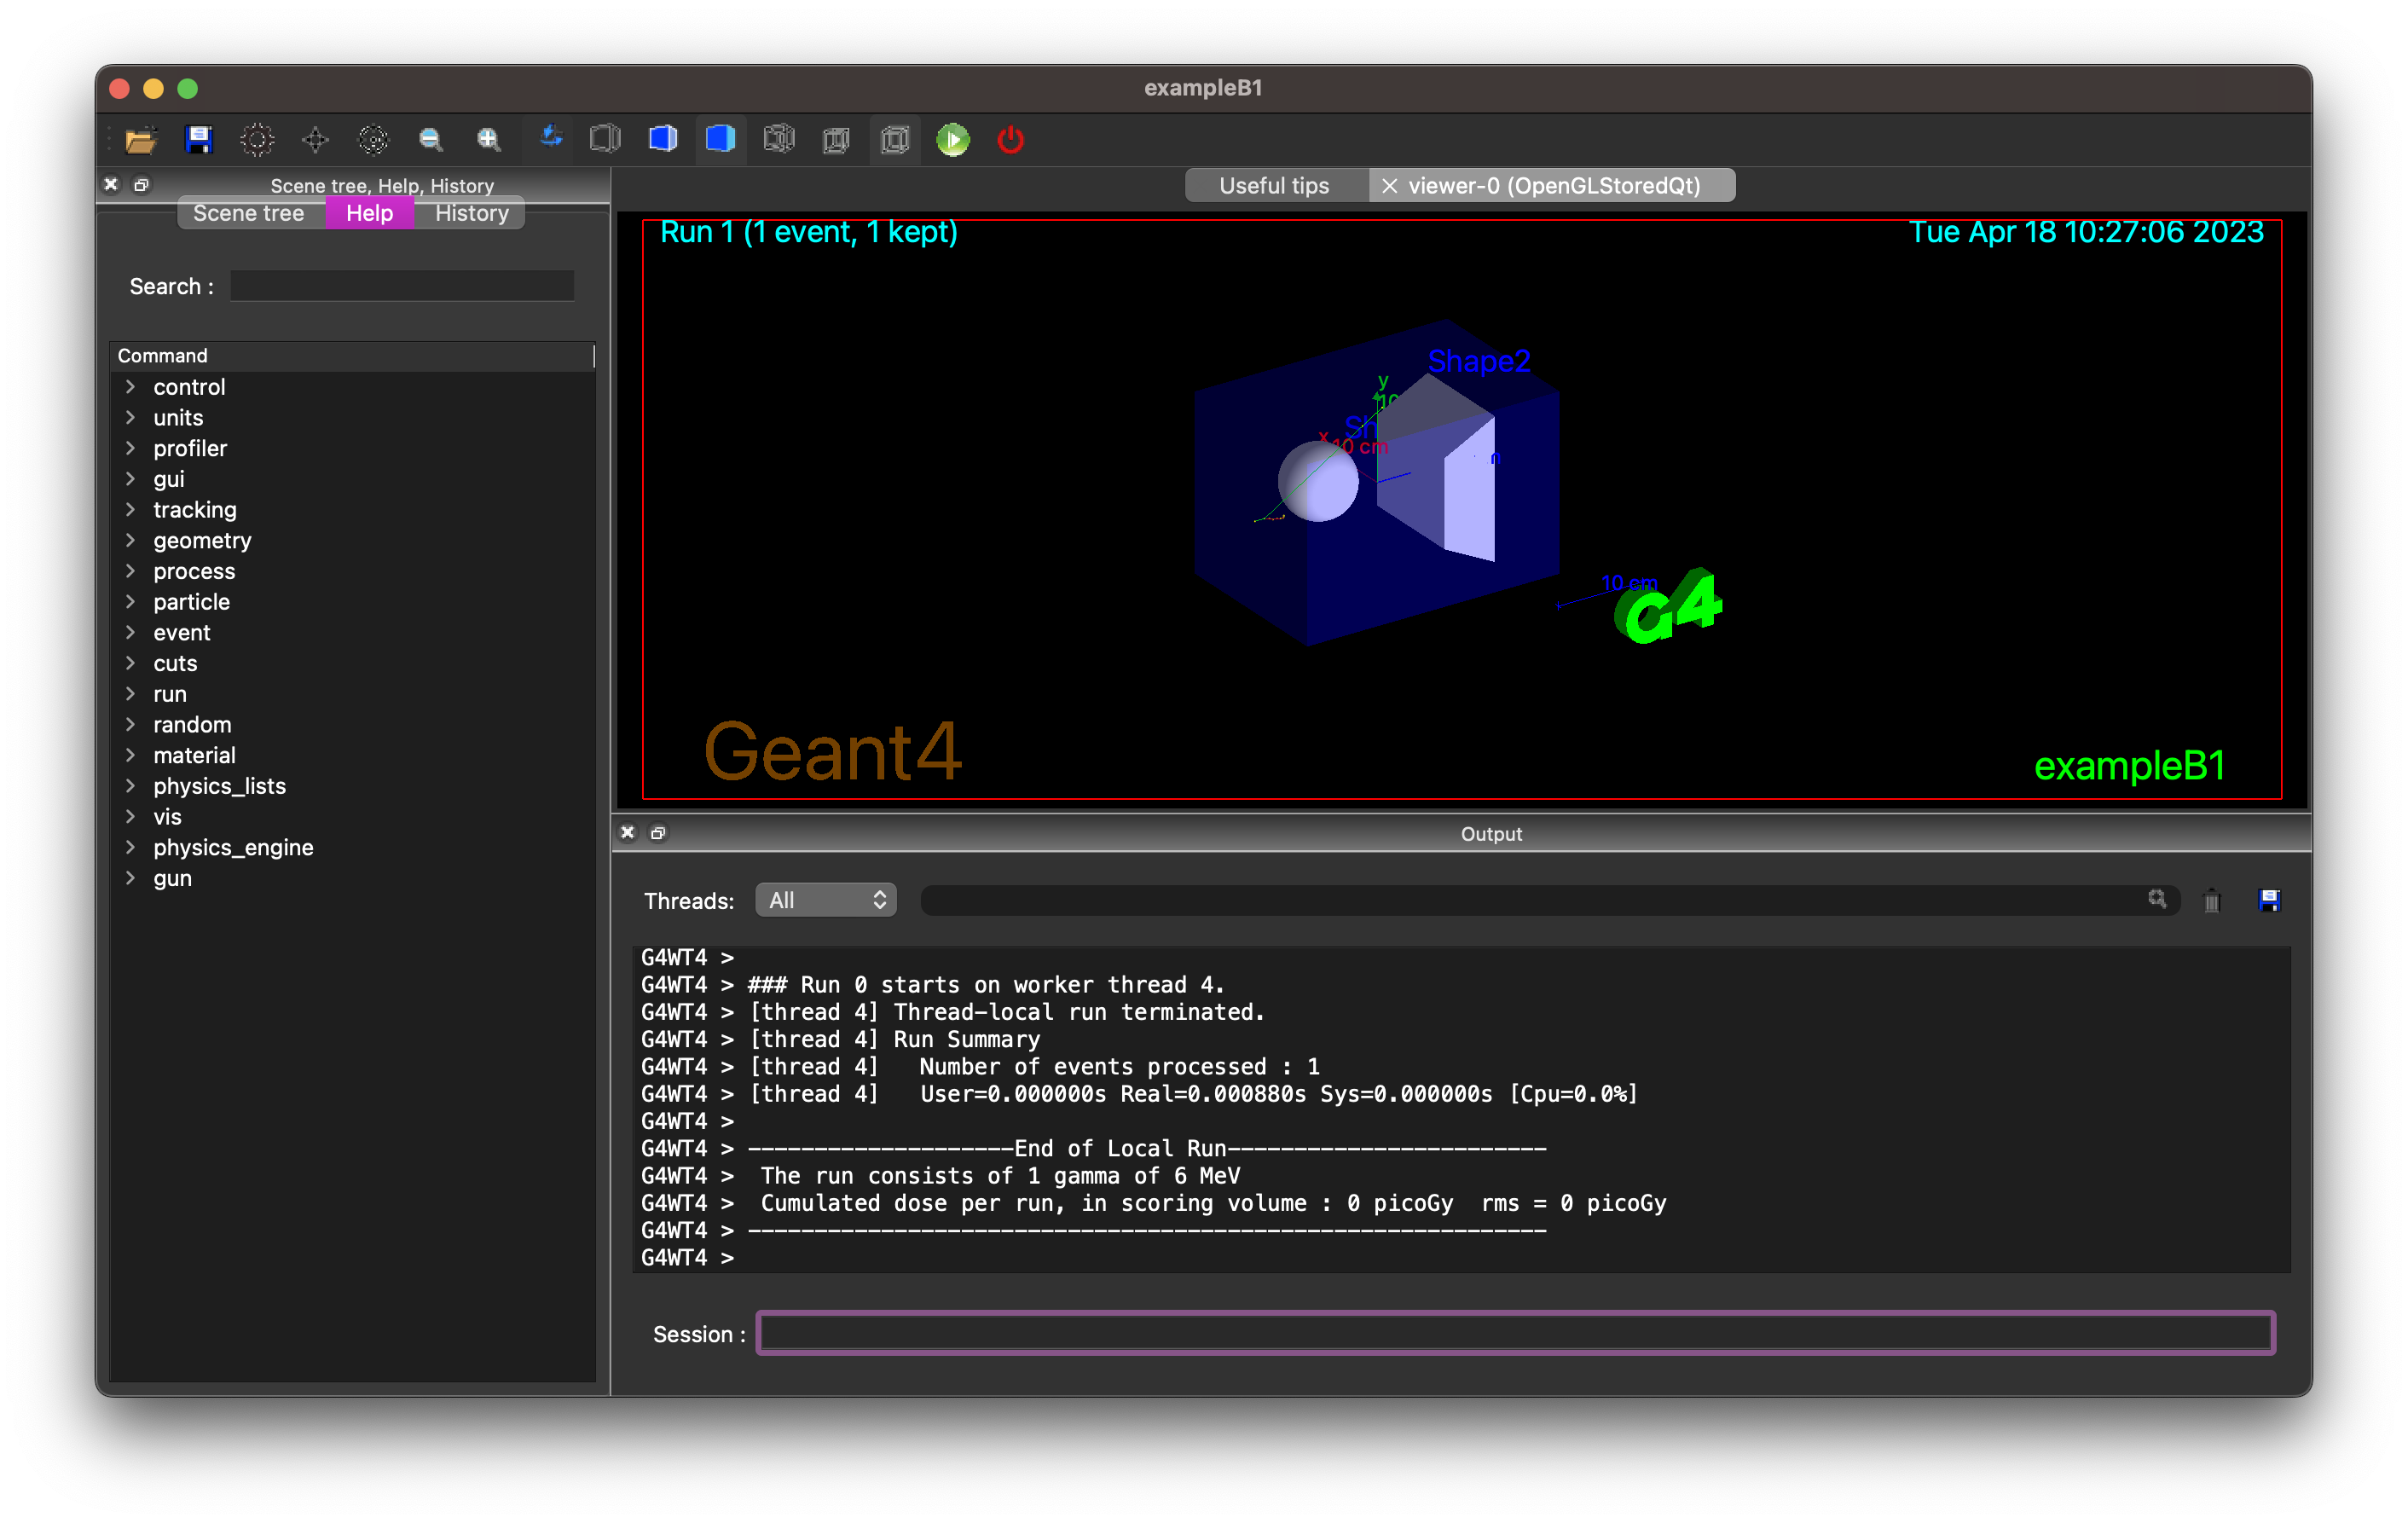 exampleB1
Scene tree, Help, History
Scene tree Help History
Search :
Command
control
units
profiler
gui
tracking
geometry
process
particle
event
cuts
run
random
material
physics_lists
vis
physics_engine
gun
Useful tips
viewer-0 (OpenGLStoredQt)
Run 1 (1 event, 1 kept)
Tue Apr 18 10:27:06 2023
Shape2
y
10
Sh
x
10 cm
10 cm
G4
Geant4
exampleB1
Output
Threads: All
G4WT4 >
G4WT4 > ### Run 0 starts on worker thread 4.
G4WT4 > [thread 4] Thread-local run terminated.
G4WT4 > [thread 4] Run Summary
G4WT4 > [thread 4]   Number of events processed : 1
G4WT4 > [thread 4]   User=0.000000s Real=0.000880s Sys=0.000000s [Cpu=0.0%]
G4WT4 >
G4WT4 > --------------------End of Local Run------------------------
G4WT4 >  The run consists of 1 gamma of 6 MeV
G4WT4 >  Cumulated dose per run, in scoring volume : 0 picoGy  rms = 0 picoGy
G4WT4 > ------------------------------------------------------------
G4WT4 >
Session :